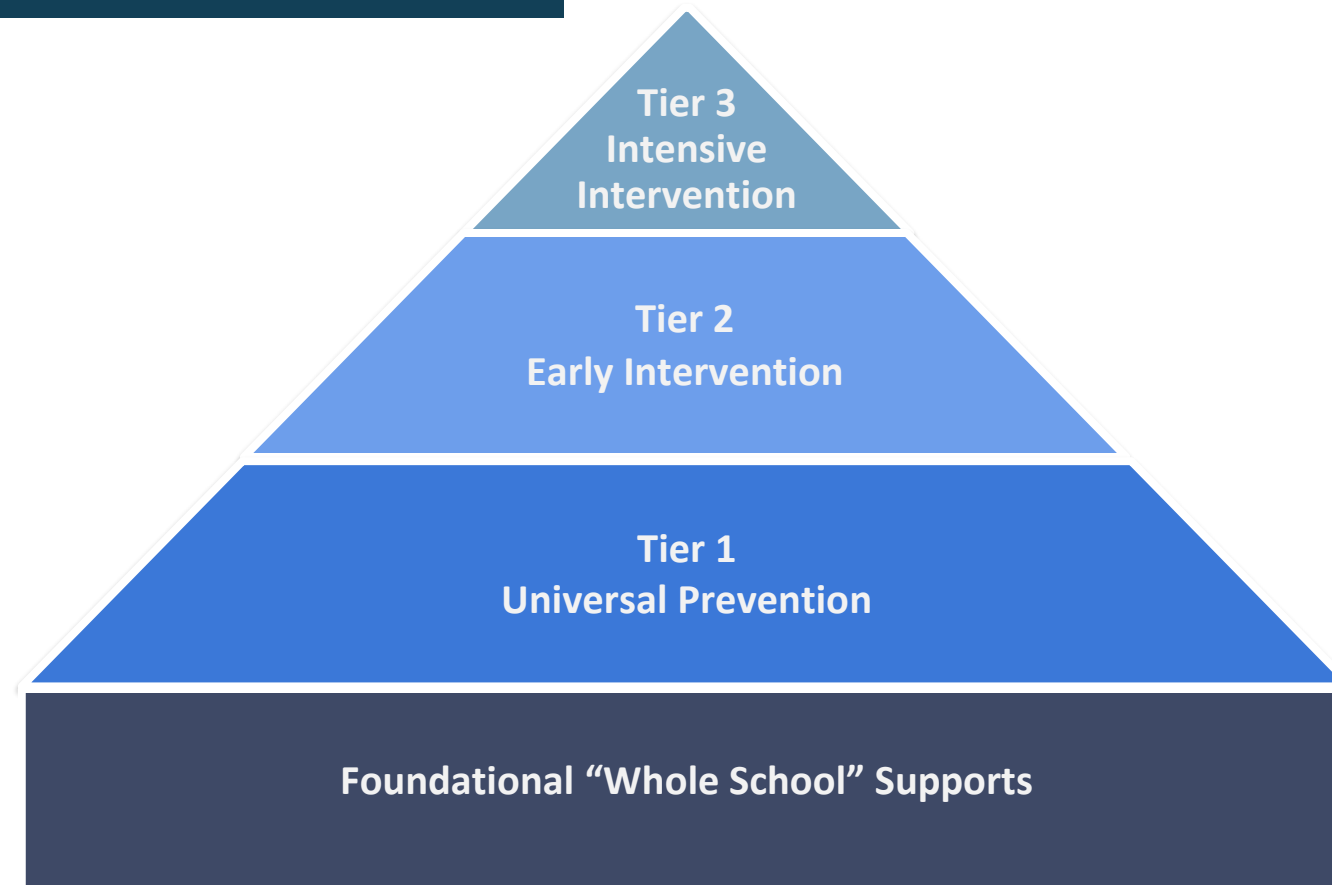 Tier 3
Intensive
Intervention
Tier 2
Early Intervention
Tier 1
Universal Prevention
Foundational “Whole School” Supports